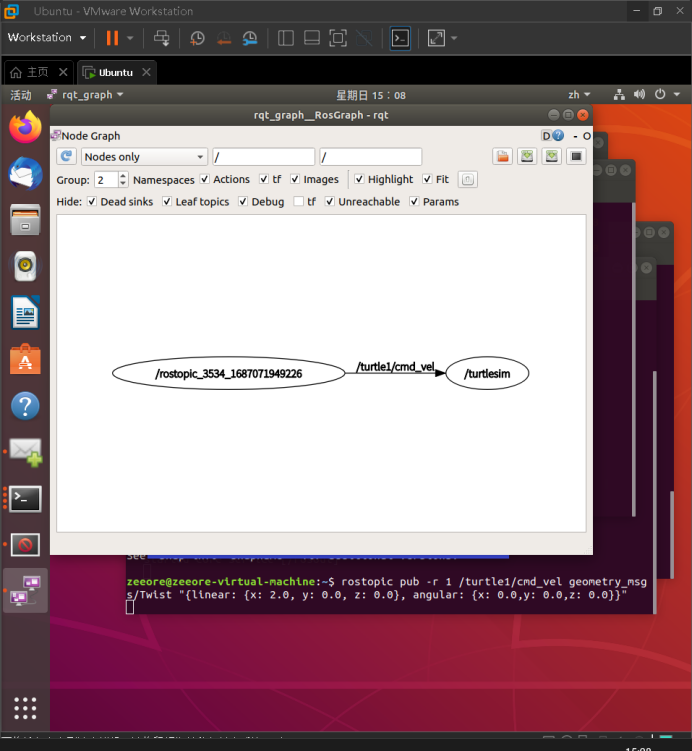 Ubuntu - VMware Workstation
Workstation
主页
Ubuntu
活动
rqt_graph
星期日 15：08
zh
rqt_graph__RosGraph - rqt
Node Graph
D
- O
Nodes only
/
/
Group: 2 Namespaces Actions tf Images Highlight Fit
Hide: Dead sinks Leaf topics Debug tf Unreachable Params
/rostopic_3534_1687071949226
/turtle1/cmd_vel
/turtlesim
zeeore@zeeore-virtual-machine:~$ rostopic pub -r 1 /turtle1/cmd_vel geometry_msg
s/Twist "{linear: {x: 2.0, y: 0.0, z: 0.0}, angular: {x: 0.0,y: 0.0,z: 0.0}}"
15:08